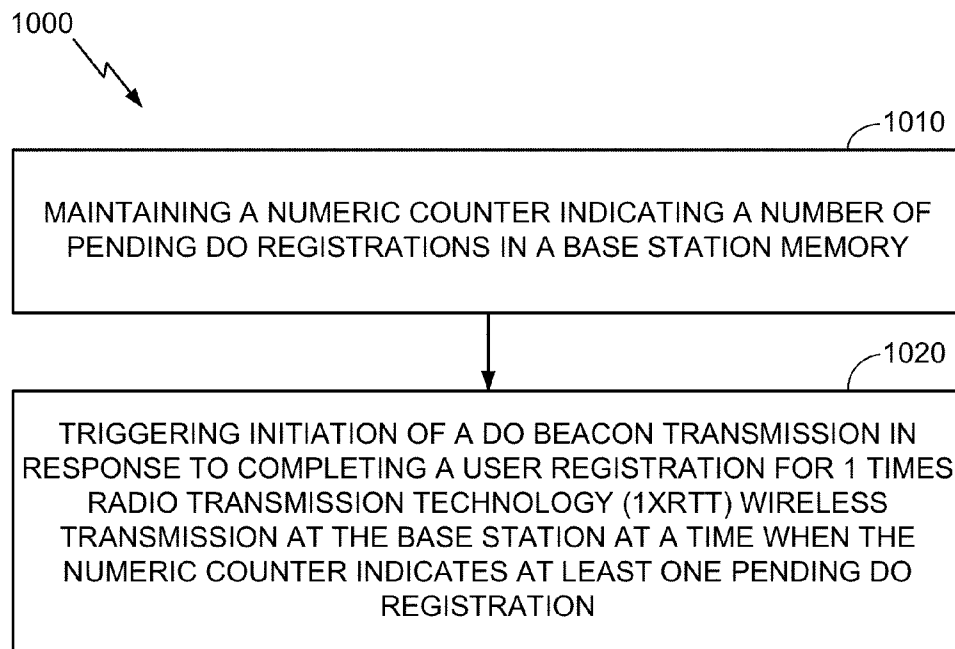 1000
1010
MAINTAINING A NUMERIC COUNTER INDICATING A NUMBER OF
PENDING DO REGISTRATIONS IN A BASE STATION MEMORY
1020
TRIGGERING INITIATION OF A DO BEACON TRANSMISSION IN
RESPONSE TO COMPLETING A USER REGISTRATION FOR 1 TIMES
RADIO TRANSMISSION TECHNOLOGY (1XRTT) WIRELESS
TRANSMISSION AT THE BASE STATION AT A TIME WHEN THE
NUMERIC COUNTER INDICATES AT LEAST ONE PENDING DO
REGISTRATION